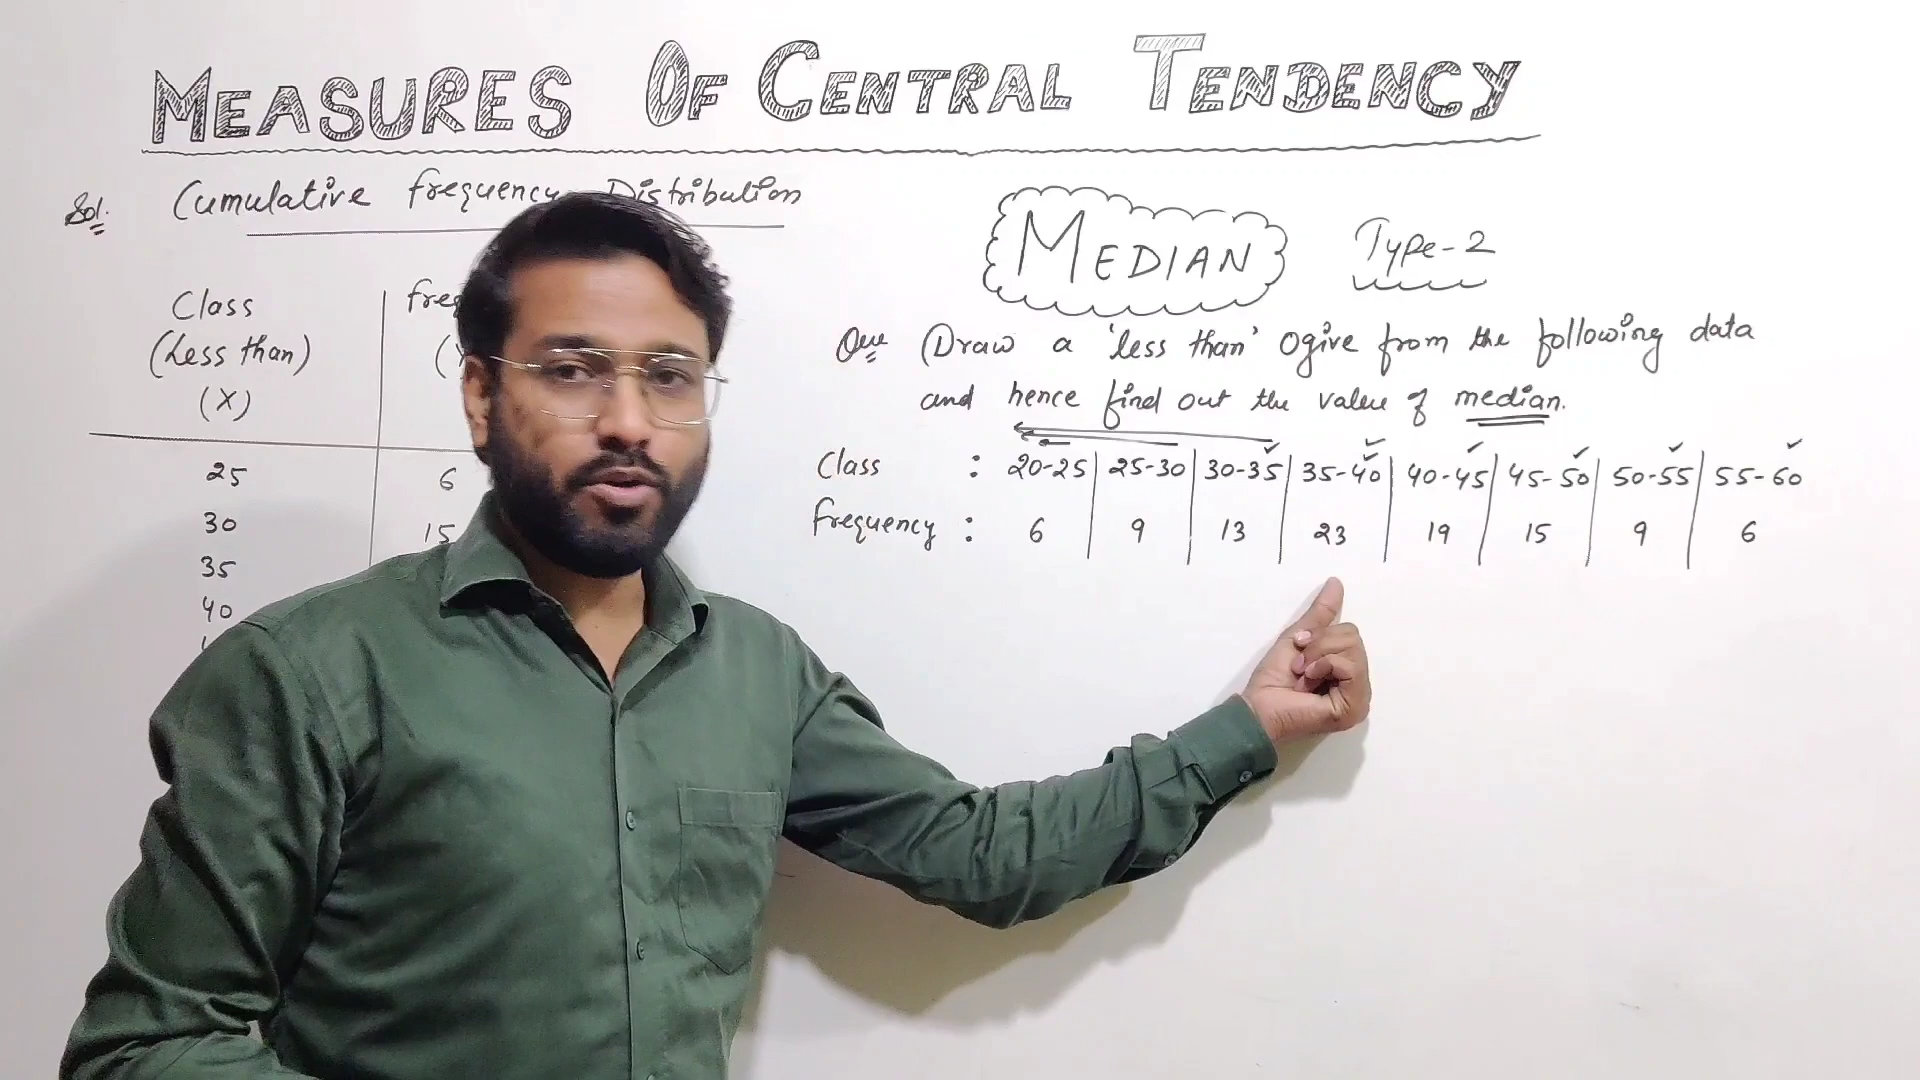 MEASURES OF CENTRAL TENDENCY
Sol. Cumulative frequency Distribution
Class
(Less than)
(X)
25 6
30 15
35
40
MEDIAN Type-2
Que Draw a 'less than' Ogive from the following data
and hence find out the value of median.
Class : 20-25 25-30 30-35 35-40 40-45 45-50 50-55 55-60
frequency : 6 9 13 23 19 15 9 6